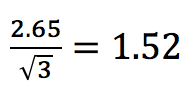 2.65/√3 = 1.52